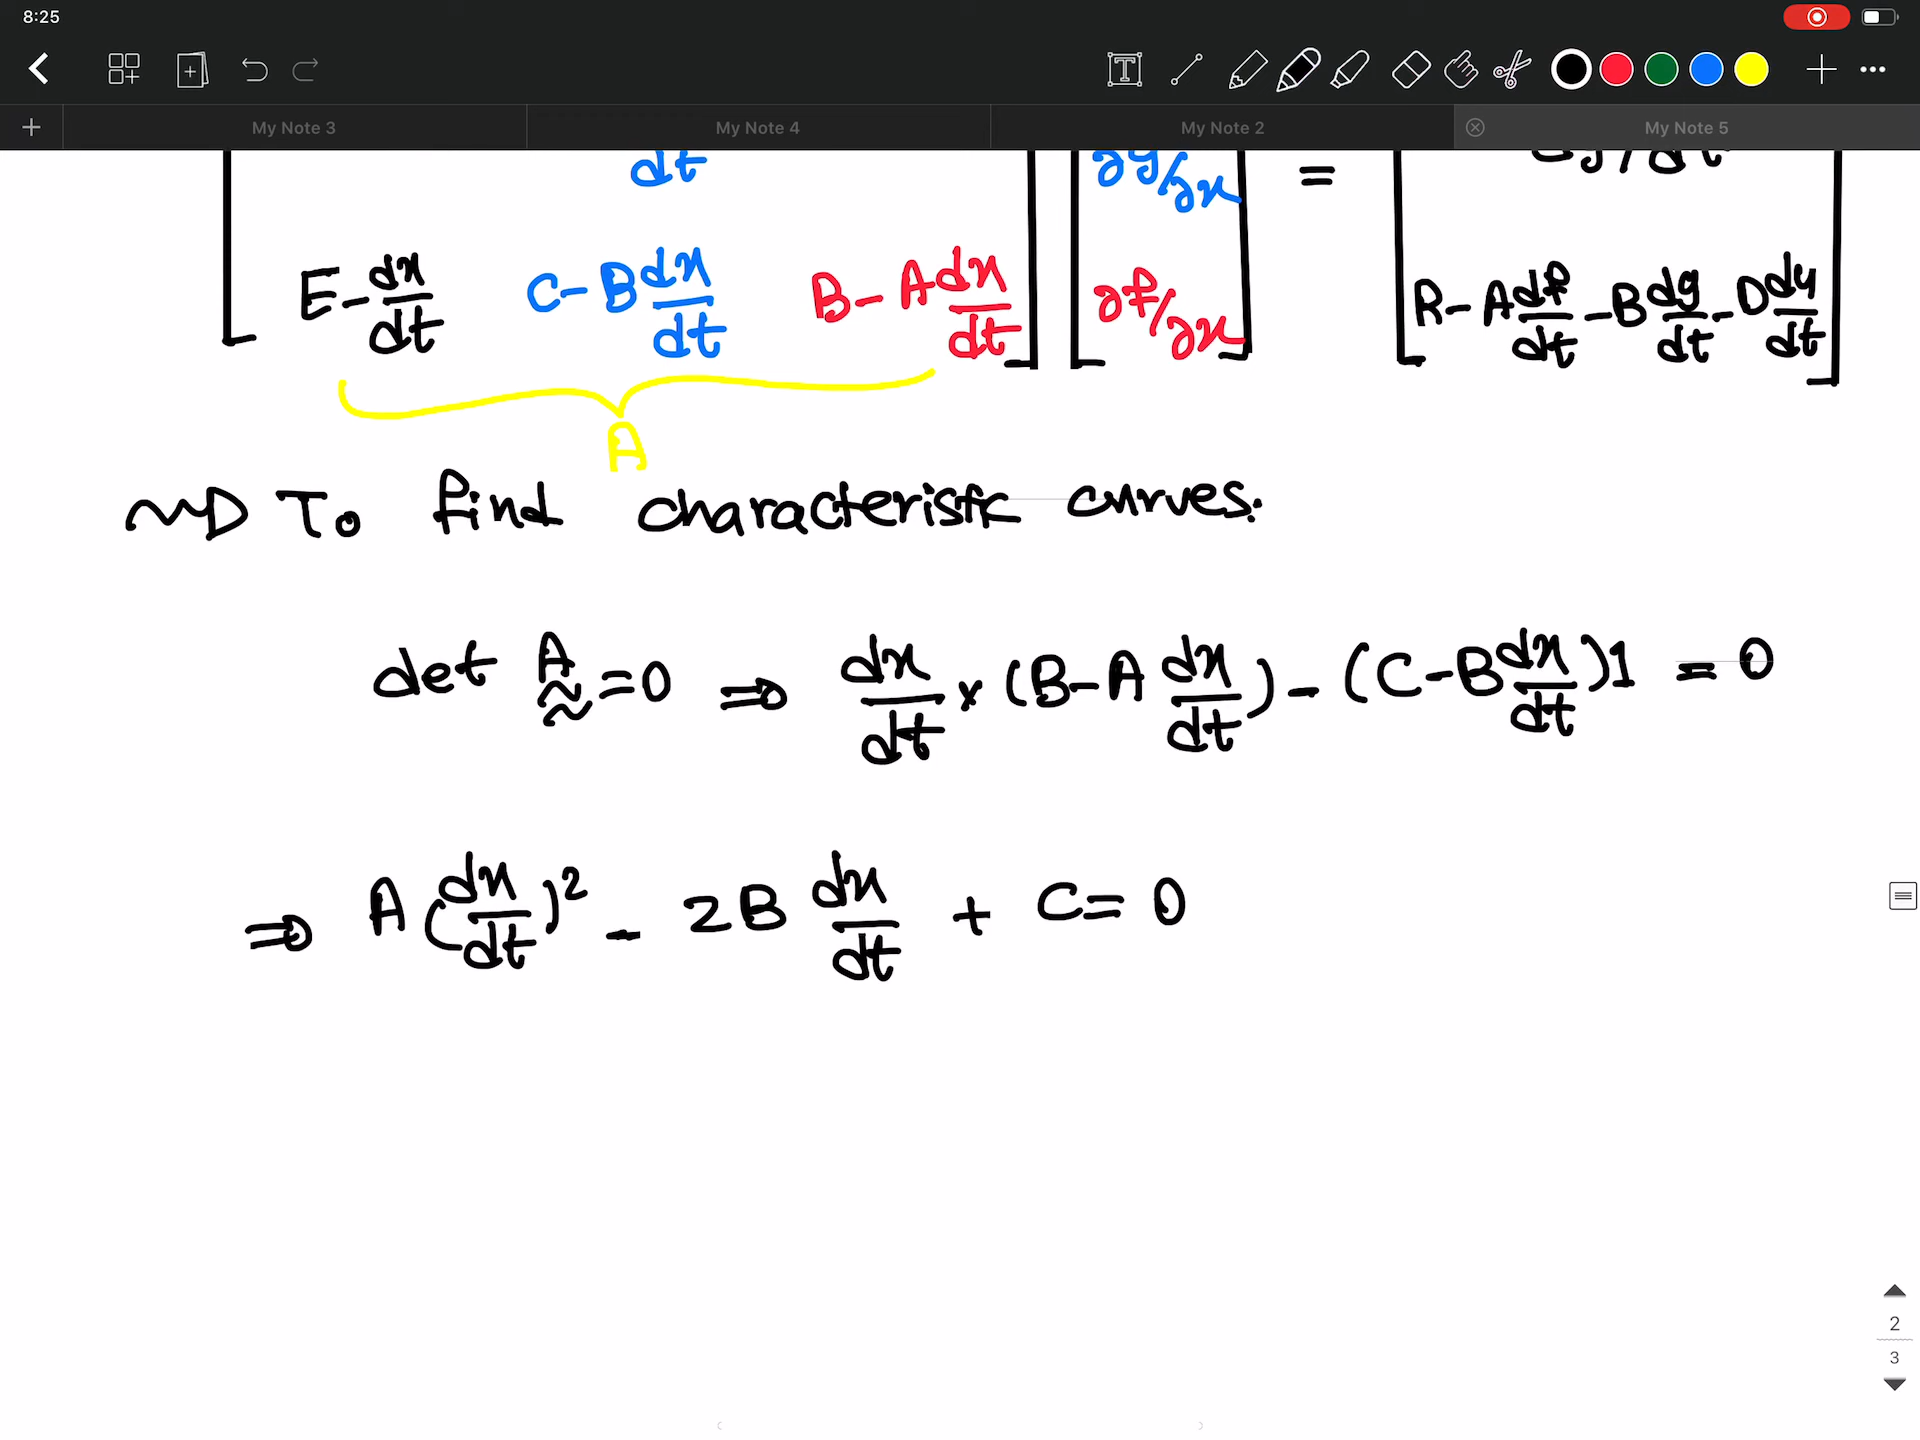 8:25
My Note 3 My Note 4 My Note 2 My Note 5
dt ∂g/∂x =
E - dx/dt C - B dx/dt B - A dx/dt ∂f/∂x R - A df/dt - B dg/dt - D du/dt
A
To find characteristic curves:
det A = 0 ⇒ dx/dt × (B - A dx/dt) - (C - B dx/dt)1 = 0
⇒ A(dx/dt)² - 2B dx/dt + C = 0
2
3